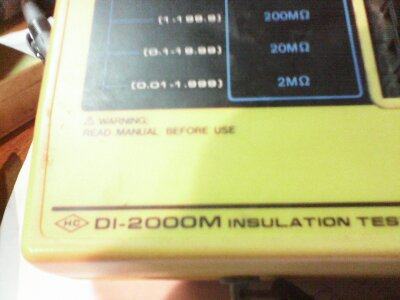 (1-199.9) 200MΩ
(0.1-19.99) 20MΩ
(0.01-1.999) 2MΩ
⚠ WARNING;
READ MANUAL BEFORE USE
HC DI-2000M INSULATION TES